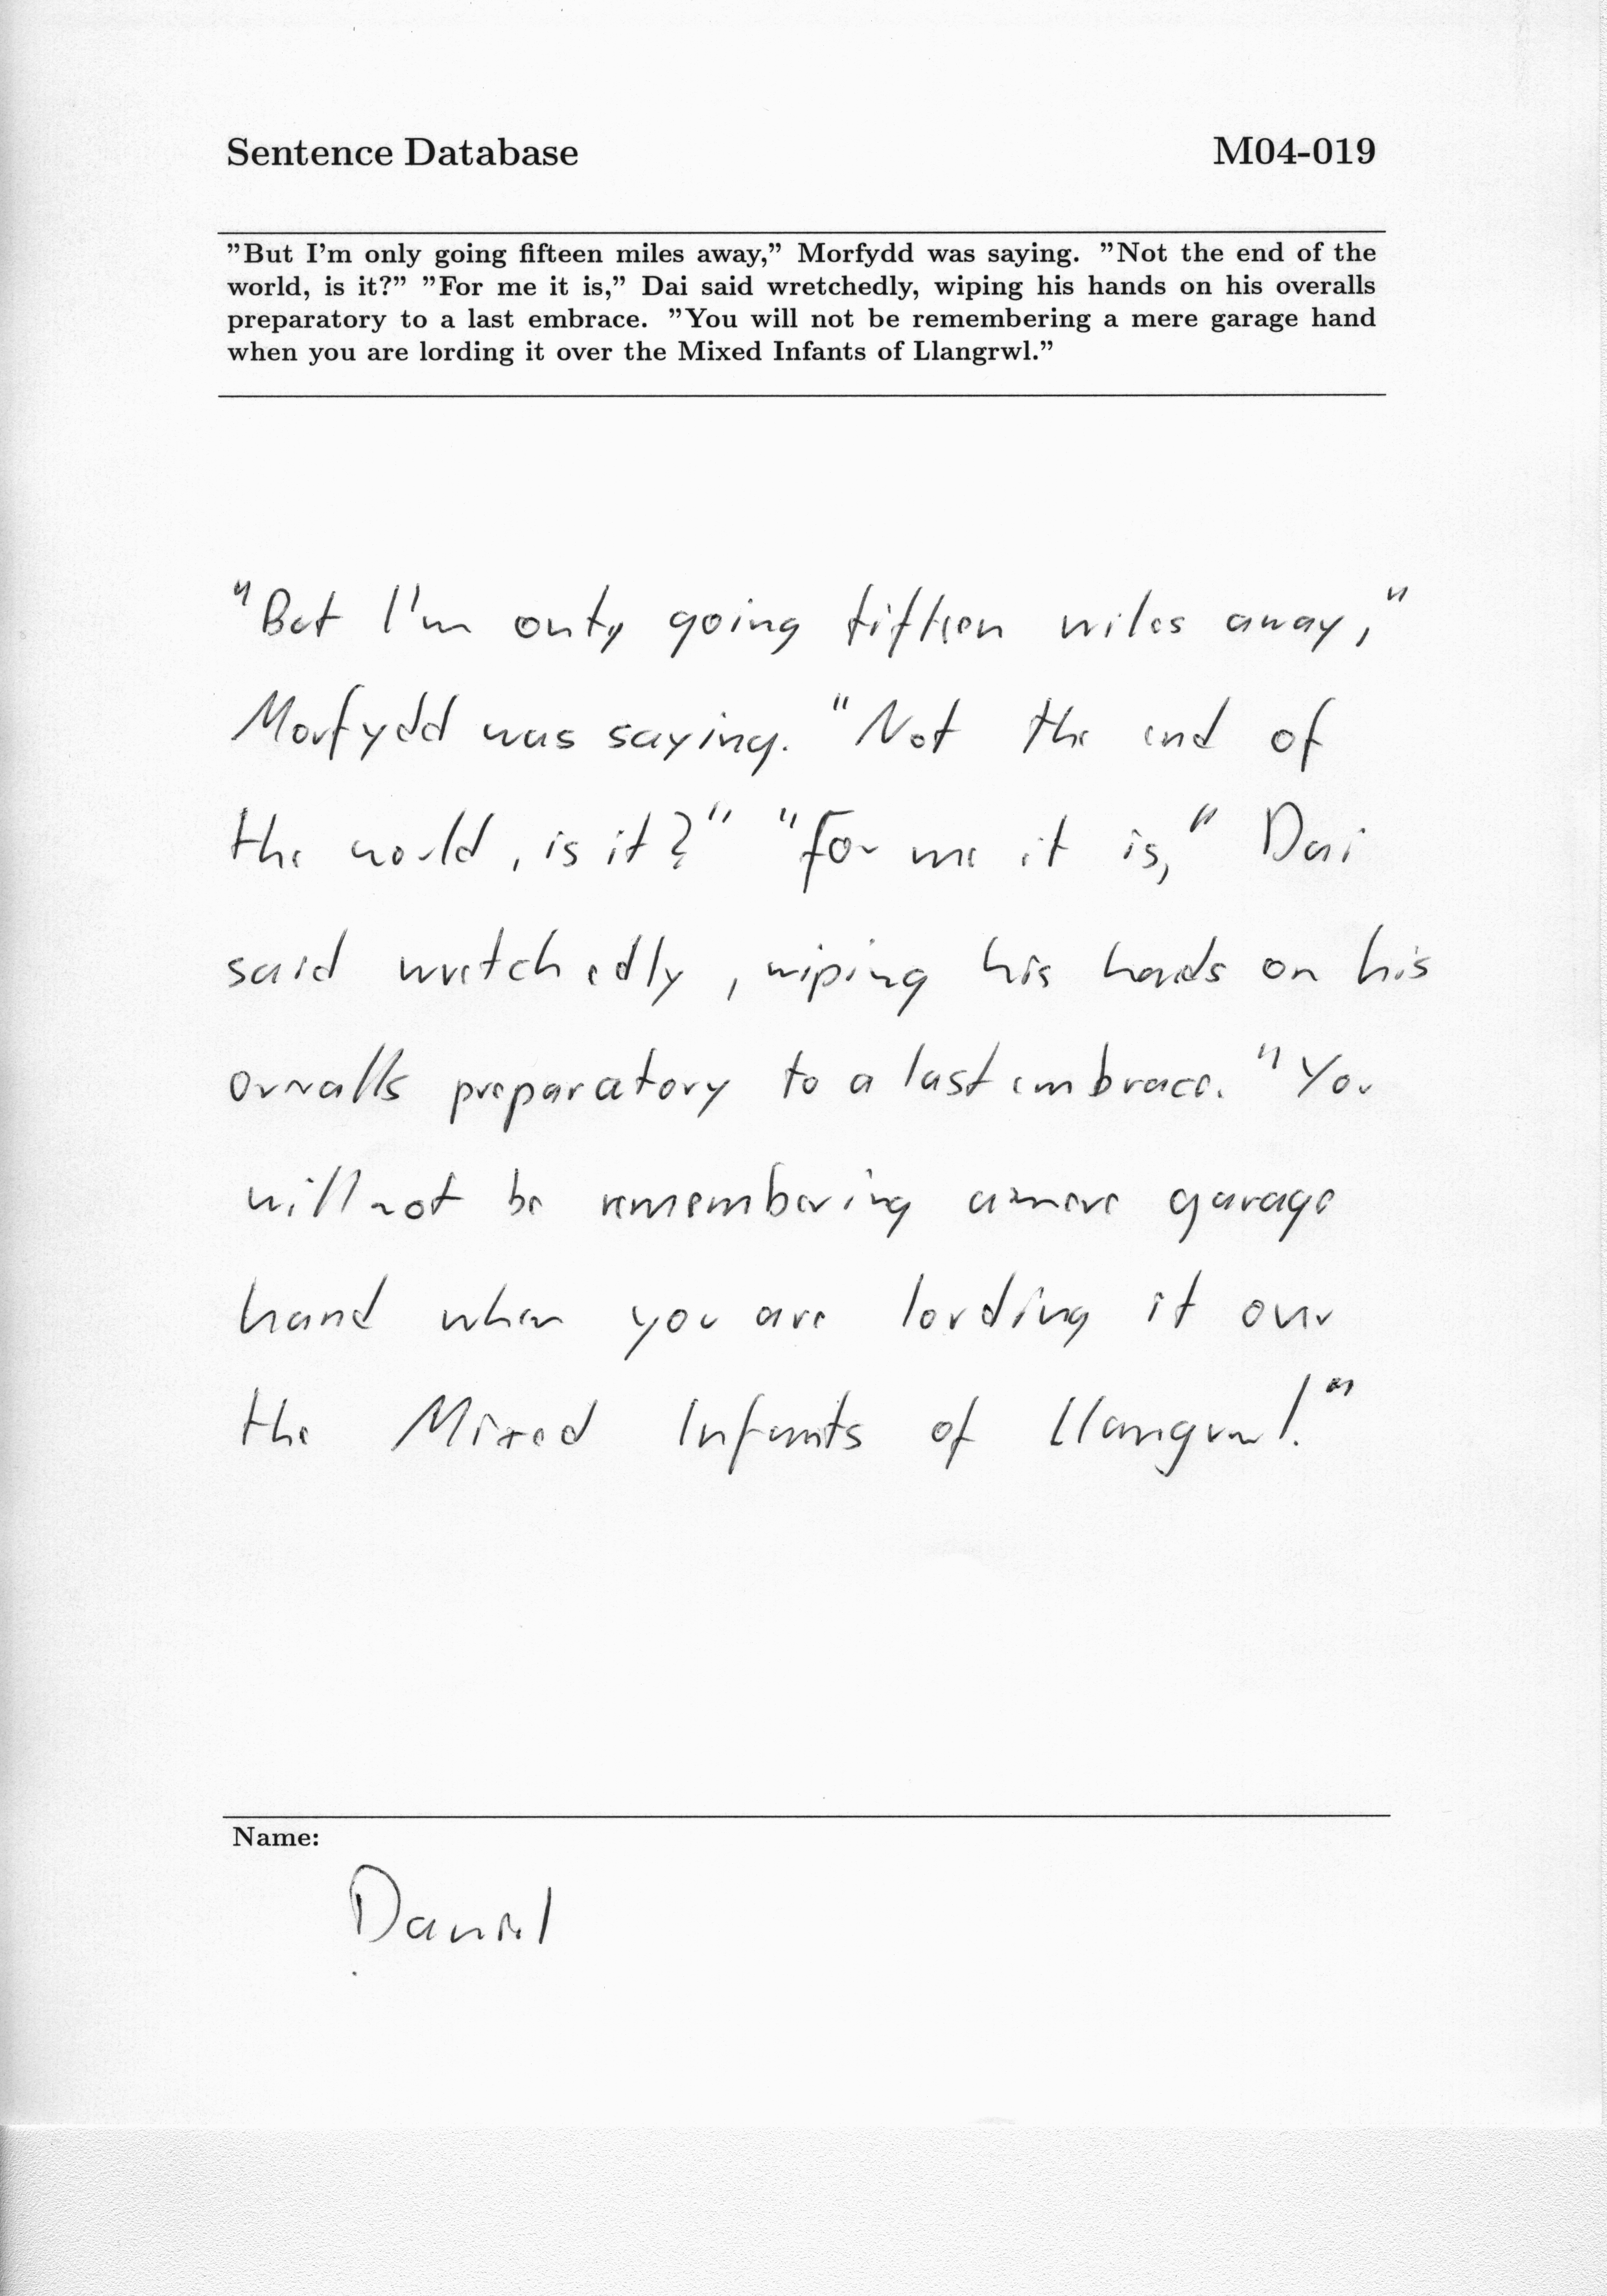 Sentence Database M04-019
"But I'm only going fifteen miles away," Morfydd was saying. "Not the end of the
world, is it?" "For me it is," Dai said wretchedly, wiping his hands on his overalls
preparatory to a last embrace. "You will not be remembering a mere garage hand
when you are lording it over the Mixed Infants of Llangrwl."
"But I'm only going fifteen miles away,"
Morfydd was saying. "Not the end of
the world, is it?" "For me it is," Dai
said wretchedly, wiping his hands on his
overalls preparatory to a last embrace. "You
will not be remembering a mere garage
hand when you are lording it over
the Mixed Infants of Llangrwl."
Name:
Daniel